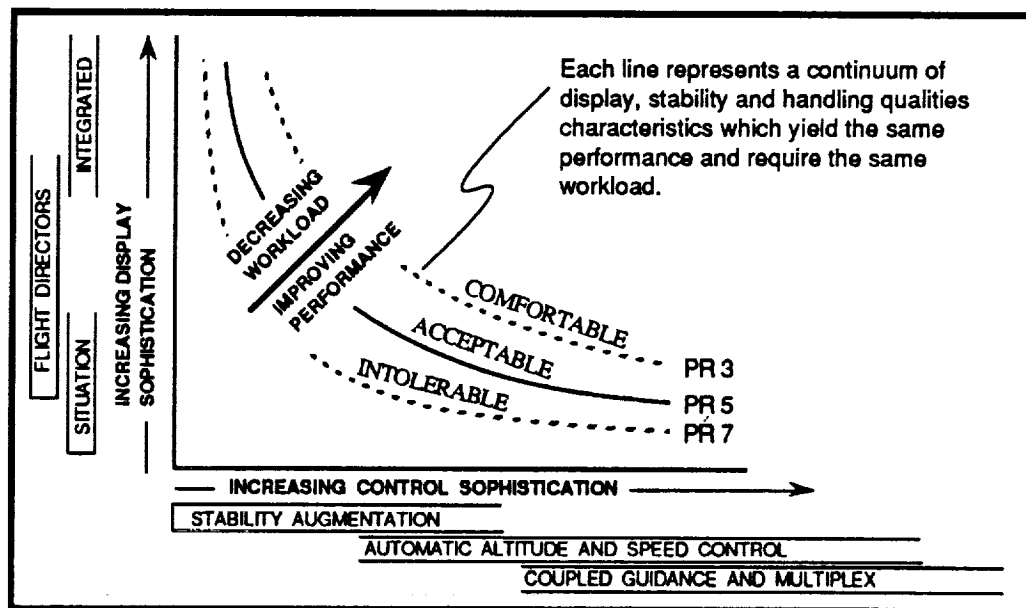 Each line represents a continuum of
display, stability and handling qualities
characteristics which yield the same
performance and require the same
workload.
FLIGHT DIRECTORS
INTEGRATED
SITUATION
INCREASING DISPLAY
SOPHISTICATION
DECREASING
WORKLOAD
IMPROVING
PERFORMANCE
COMFORTABLE
PR 3
ACCEPTABLE
PR 5
INTOLERABLE
PR 7
INCREASING CONTROL SOPHISTICATION
STABILITY AUGMENTATION
AUTOMATIC ALTITUDE AND SPEED CONTROL
COUPLED GUIDANCE AND MULTIPLEX